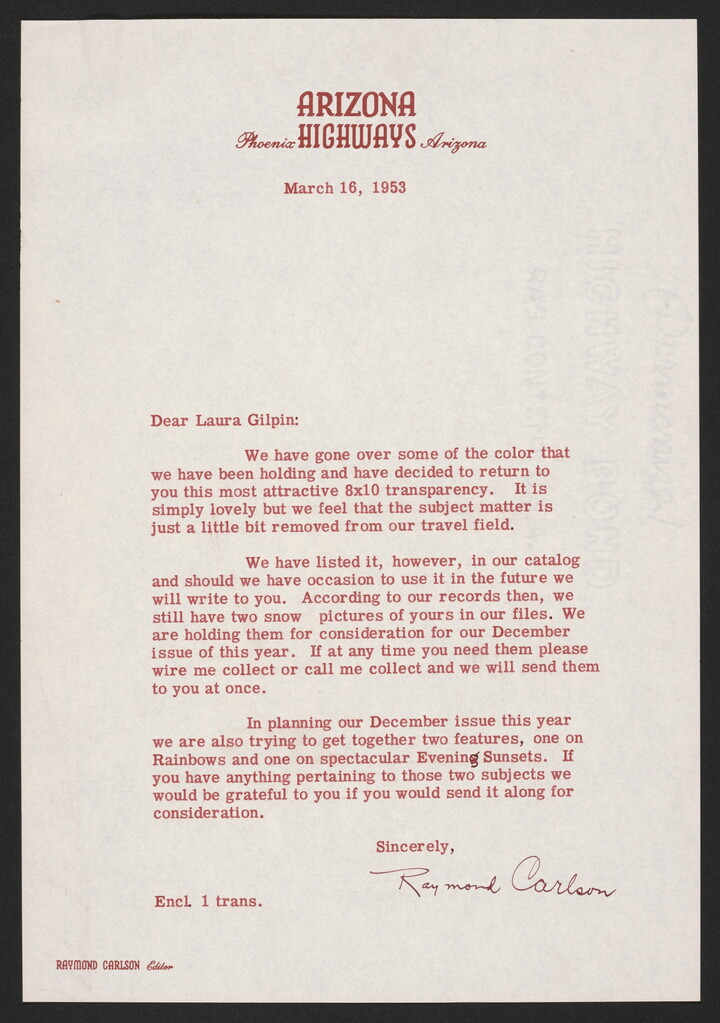 ARIZONA
Phoenix HIGHWAYS Arizona
March 16, 1953
Dear Laura Gilpin:
We have gone over some of the color that
we have been holding and have decided to return to
you this most attractive 8x10 transparency. It is
simply lovely but we feel that the subject matter is
just a little bit removed from our travel field.
We have listed it, however, in our catalog
and should we have occasion to use it in the future we
will write to you. According to our records then, we
still have two snow pictures of yours in our files. We
are holding them for consideration for our December
issue of this year. If at any time you need them please
wire me collect or call me collect and we will send them
to you at once.
In planning our December issue this year
we are also trying to get together two features, one on
Rainbows and one on spectacular Evening Sunsets. If
you have anything pertaining to those two subjects we
would be grateful to you if you would send it along for
consideration.
Sincerely,
Raymond Carlson
Encl. 1 trans.
RAYMOND CARLSON Editor